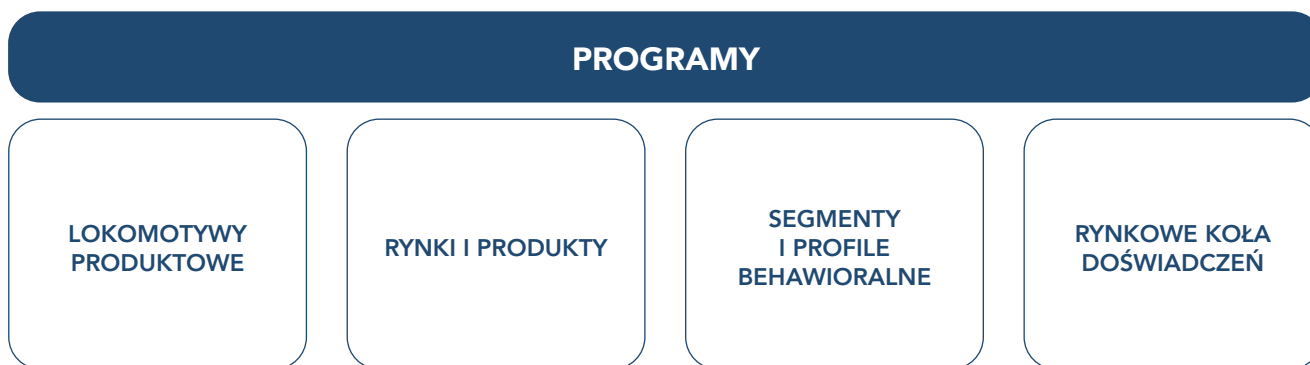 PROGRAMY
LOKOMOTYWY
PRODUKTOWE
RYNKI I PRODUKTY
SEGMENTY
I PROFILE
BEHAWIORALNE
RYNKOWE KOŁA
DOŚWIADCZEŃ